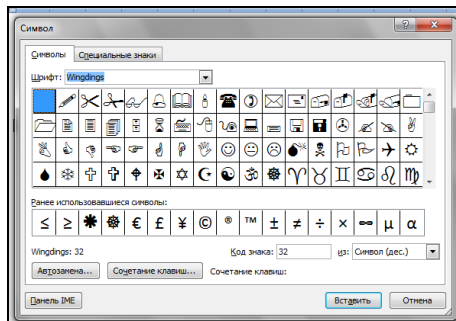 Символ
Символы Специальные знаки
Шрифт: Wingdings
Ранее использовавшиеся символы:
≤ ≥ ✱ ☸ € £ ¥ © ® ™ ± ≠ ÷ × ∞ µ α
Wingdings: 32 Код знака: 32 из: Символ (дес.)
Автозамена... Сочетание клавиш... Сочетание клавиш:
Панель IME Вставить Отмена